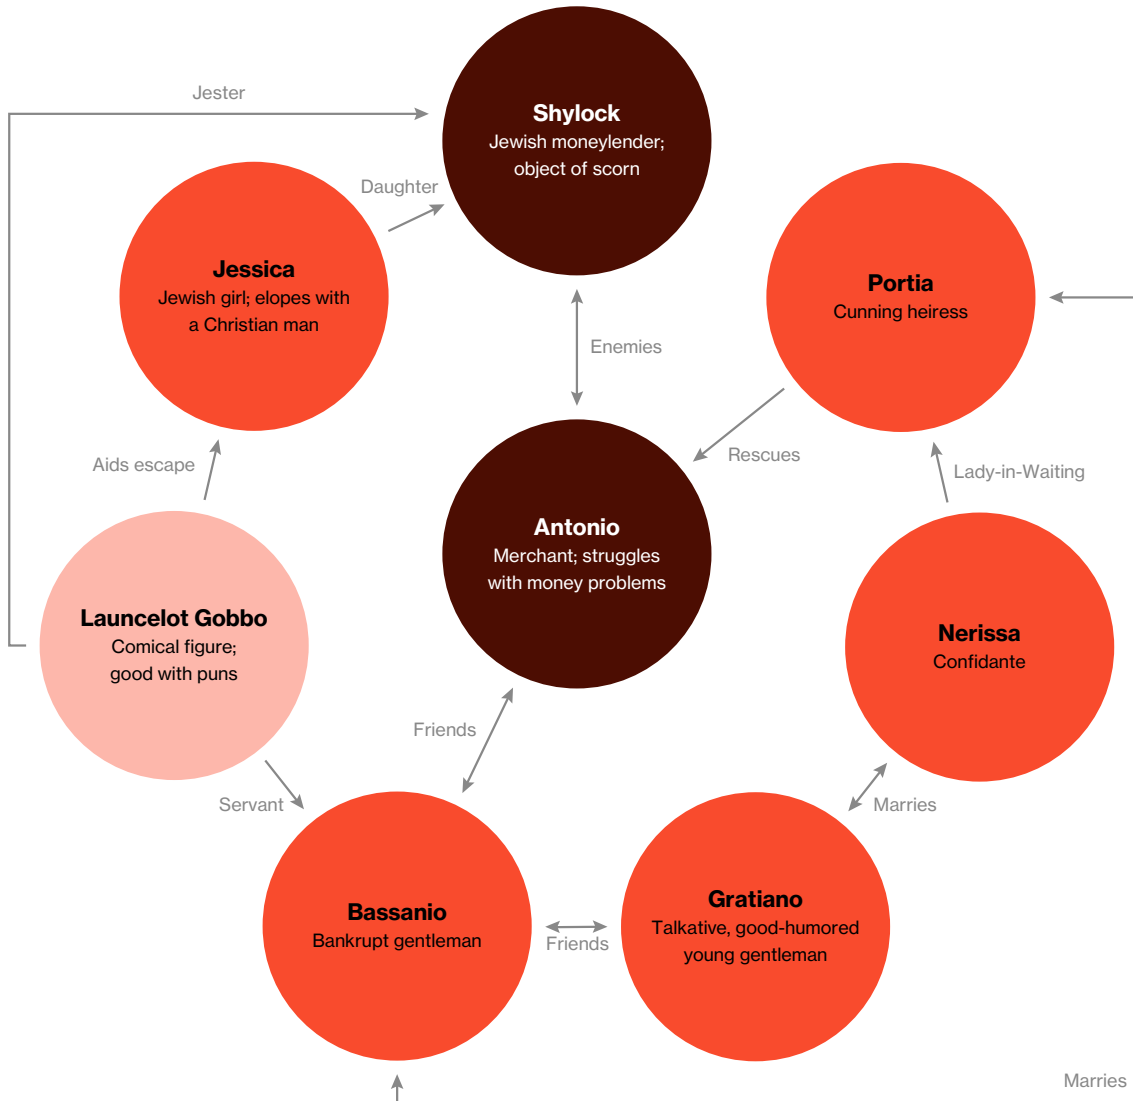 Jester
Shylock
Jewish moneylender;
object of scorn
Daughter
Jessica
Jewish girl; elopes with
a Christian man
Portia
Cunning heiress
Enemies
Aids escape
Rescues
Lady-in-Waiting
Antonio
Merchant; struggles
with money problems
Launcelot Gobbo
Comical figure;
good with puns
Nerissa
Confidante
Friends
Servant
Marries
Bassanio
Bankrupt gentleman
Friends
Gratiano
Talkative, good-humored
young gentleman
Marries